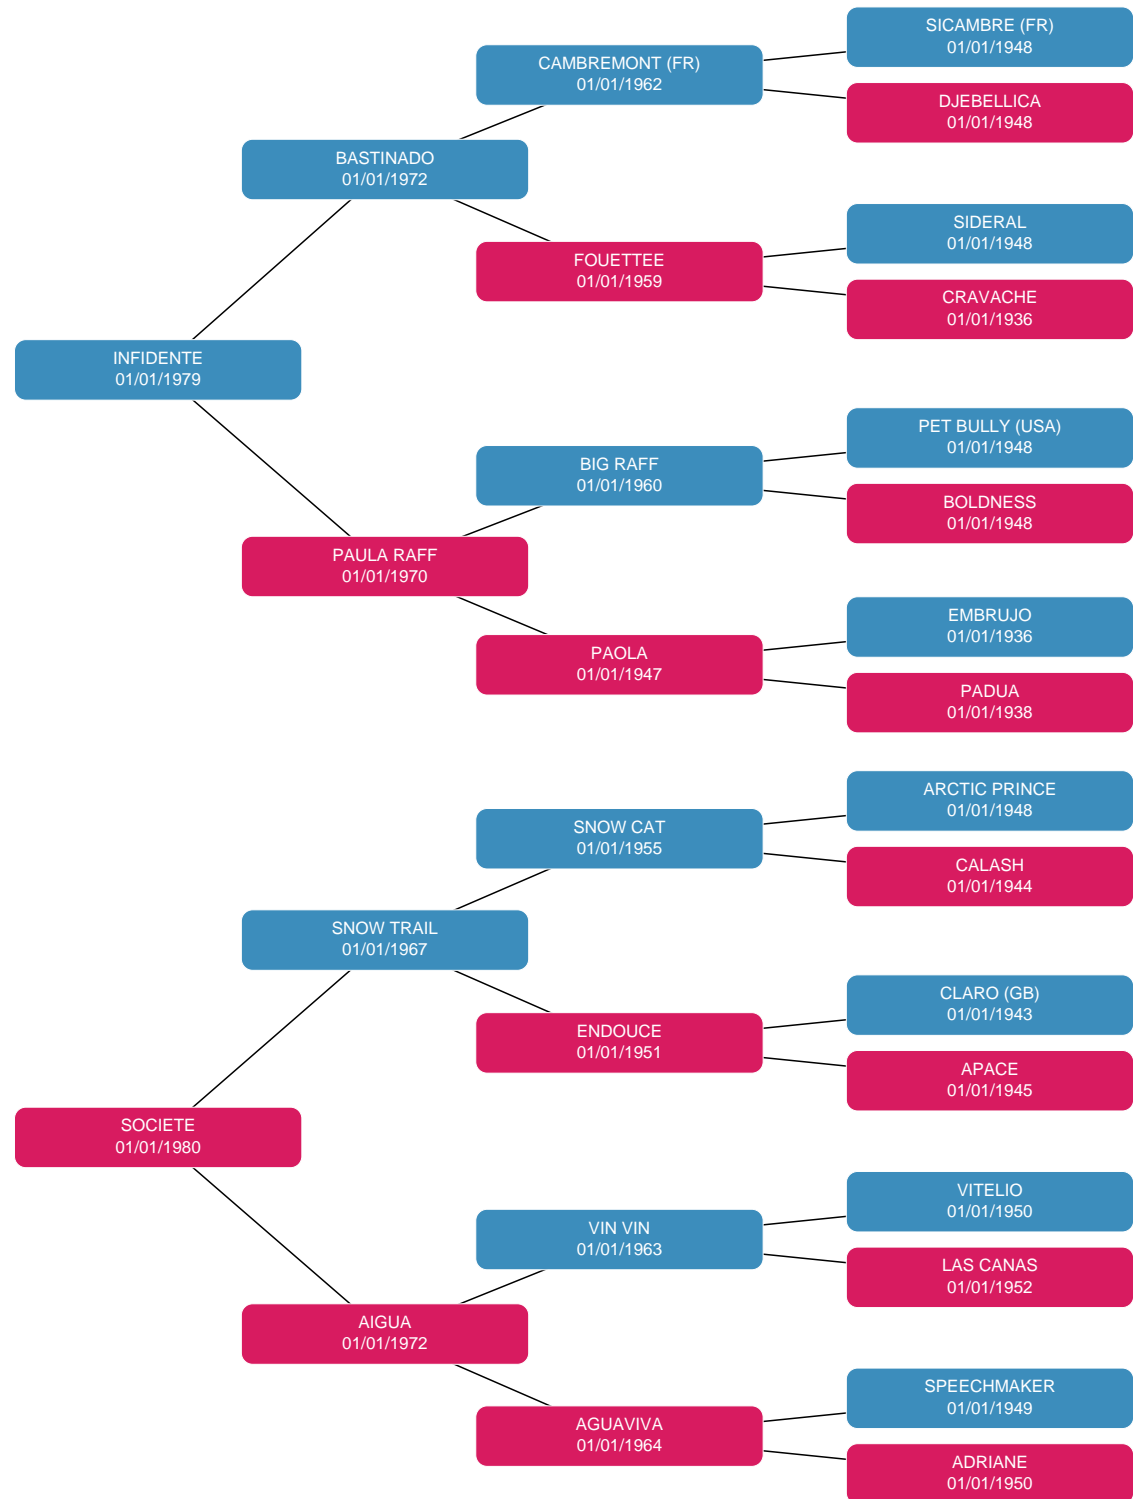 SICAMBRE (FR)
01/01/1948
CAMBREMONT (FR)
01/01/1962
DJEBELLICA
01/01/1948
BASTINADO
01/01/1972
SIDERAL
01/01/1948
FOUETTEE
01/01/1959
CRAVACHE
01/01/1936
INFIDENTE
01/01/1979
PET BULLY (USA)
01/01/1948
BIG RAFF
01/01/1960
BOLDNESS
01/01/1948
PAULA RAFF
01/01/1970
EMBRUJO
01/01/1936
PAOLA
01/01/1947
PADUA
01/01/1938
ARCTIC PRINCE
01/01/1948
SNOW CAT
01/01/1955
CALASH
01/01/1944
SNOW TRAIL
01/01/1967
CLARO (GB)
01/01/1943
ENDOUCE
01/01/1951
APACE
01/01/1945
SOCIETE
01/01/1980
VITELIO
01/01/1950
VIN VIN
01/01/1963
LAS CANAS
01/01/1952
AIGUA
01/01/1972
SPEECHMAKER
01/01/1949
AGUAVIVA
01/01/1964
ADRIANE
01/01/1950